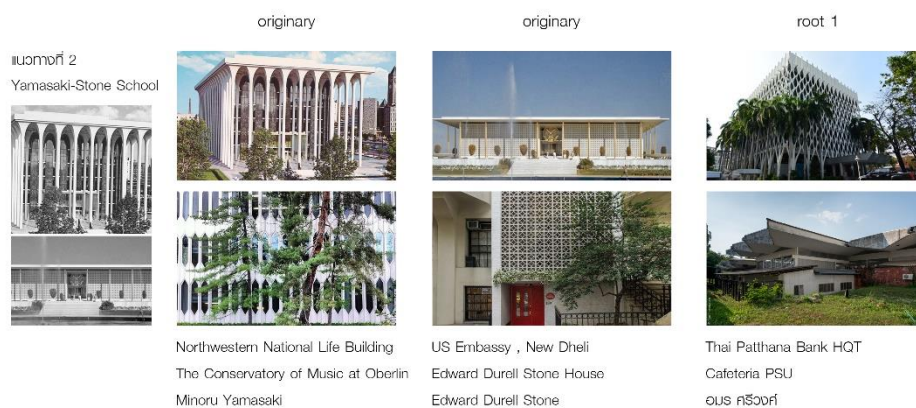 originary
originary
root 1
แนวทางที่ 2
Yamasaki-Stone School
Northwestern National Life Building
The Conservatory of Music at Oberlin
Minoru Yamasaki
US Embassy , New Dheli
Edward Durell Stone House
Edward Durell Stone
Thai Patthana Bank HQT
Cafeteria PSU
อมร ศรีวงศ์